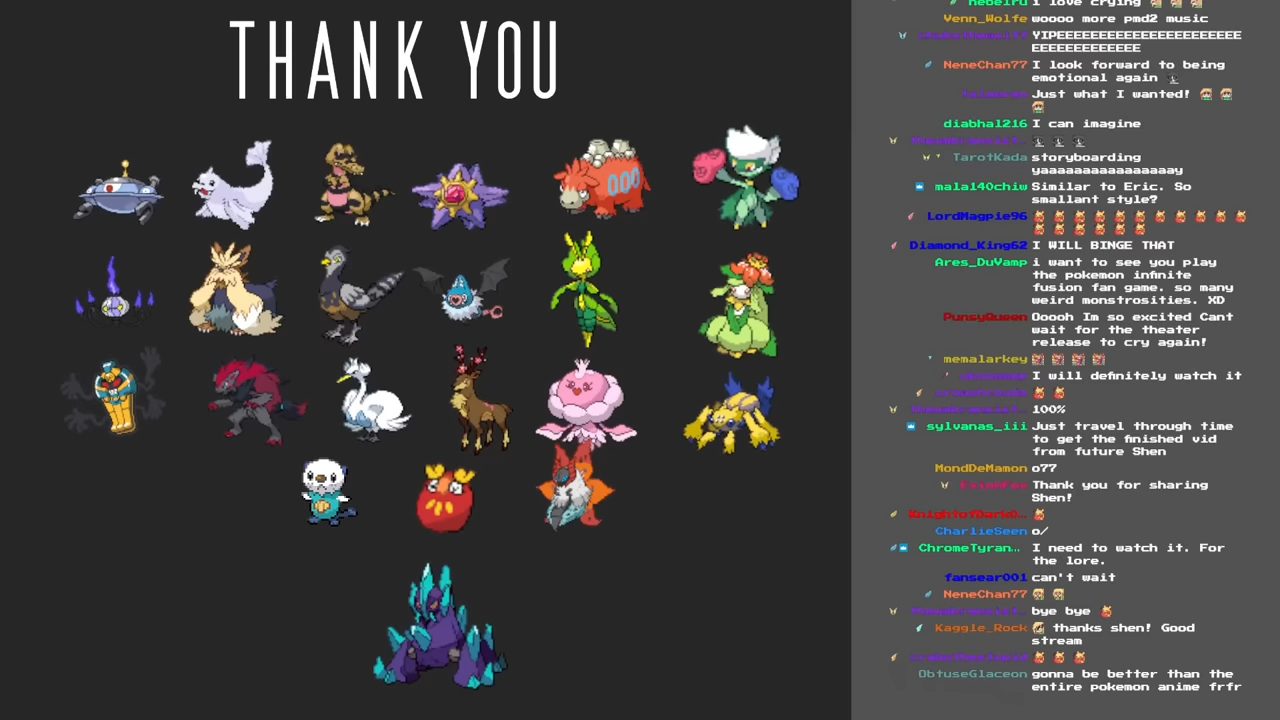 THANK YOU
I love crying
Venn_Wolfe woooo more pmd2 music
YIPEEEEEEEEEEEEEEEEEEEEEE
EEEEEEEEEEEEE
NeneChan77 I look forward to being
emotional again
Just what I wanted!
diabhal216 I can imagine
TarotKada storyboarding
yaaaaaaaaaaaaaaay
mala140chiw Similar to Eric. So
smallant style?
LordMagpie96
Diamond_King62 I WILL BINGE THAT
Ares_DuVamp i want to see you play
the pokemon infinite
fusion fan game. so many
weird monstrosities. XD
PunsyQueen Ooooh Im so excited Cant
wait for the theater
release to cry again!
memalarkey
I will definitely watch it
100%
sylvanas_iii Just travel through time
to get the finished vid
from future Shen
MondDeMamon o77
Thank you for sharing
Shen!
CharlieSeen o/
ChromeTyran... I need to watch it. For
the lore.
fansear001 can't wait
NeneChan77
bye bye
Kaggle_Rock thanks shen! Good
stream
ObtuseGlaceon gonna be better than the
entire pokemon anime frfr